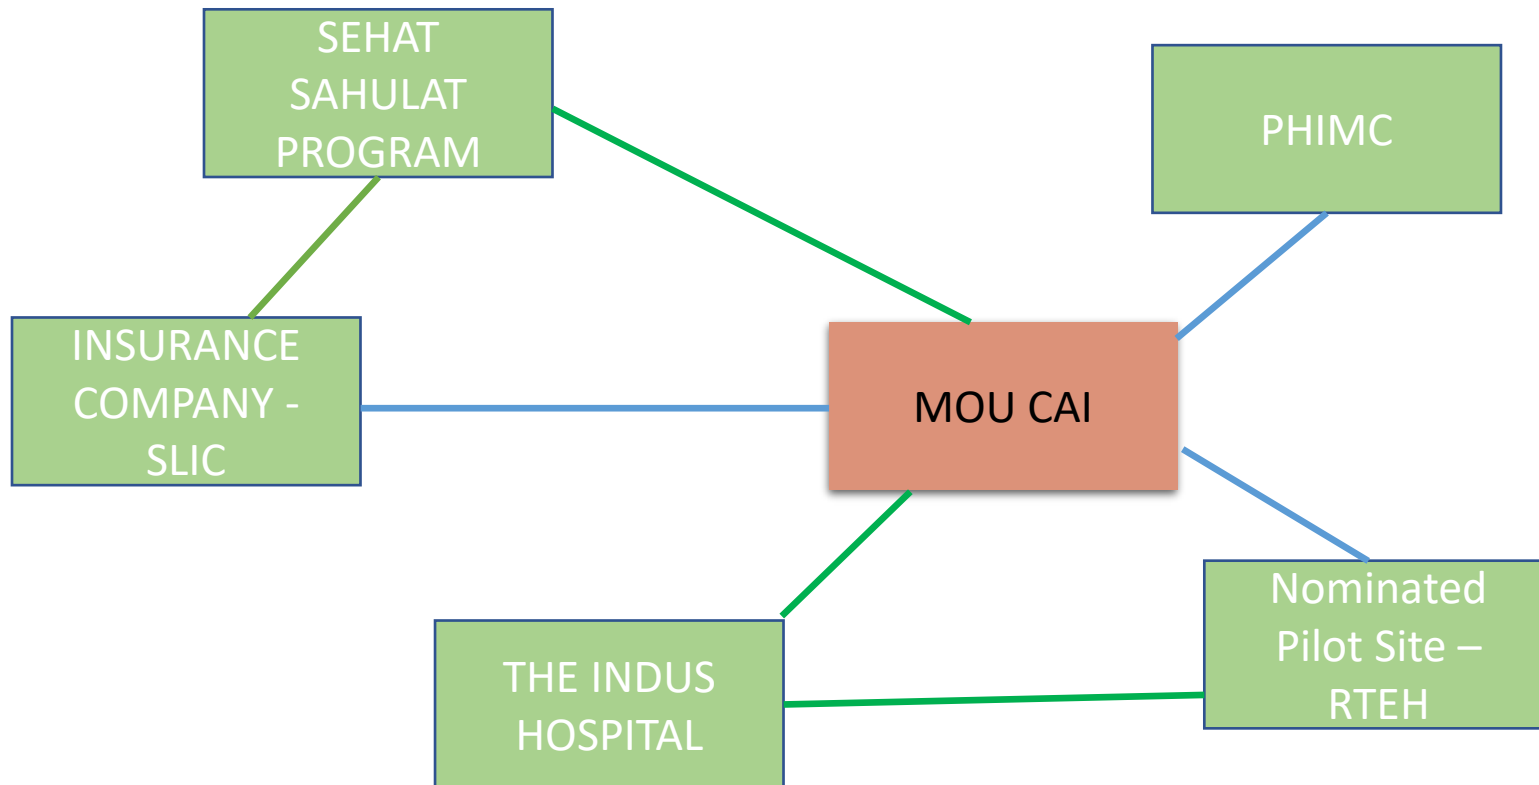 SEHAT
SAHULAT
PROGRAM
PHIMC
INSURANCE
COMPANY -
SLIC
MOU CAI
Nominated
Pilot Site –
RTEH
THE INDUS
HOSPITAL